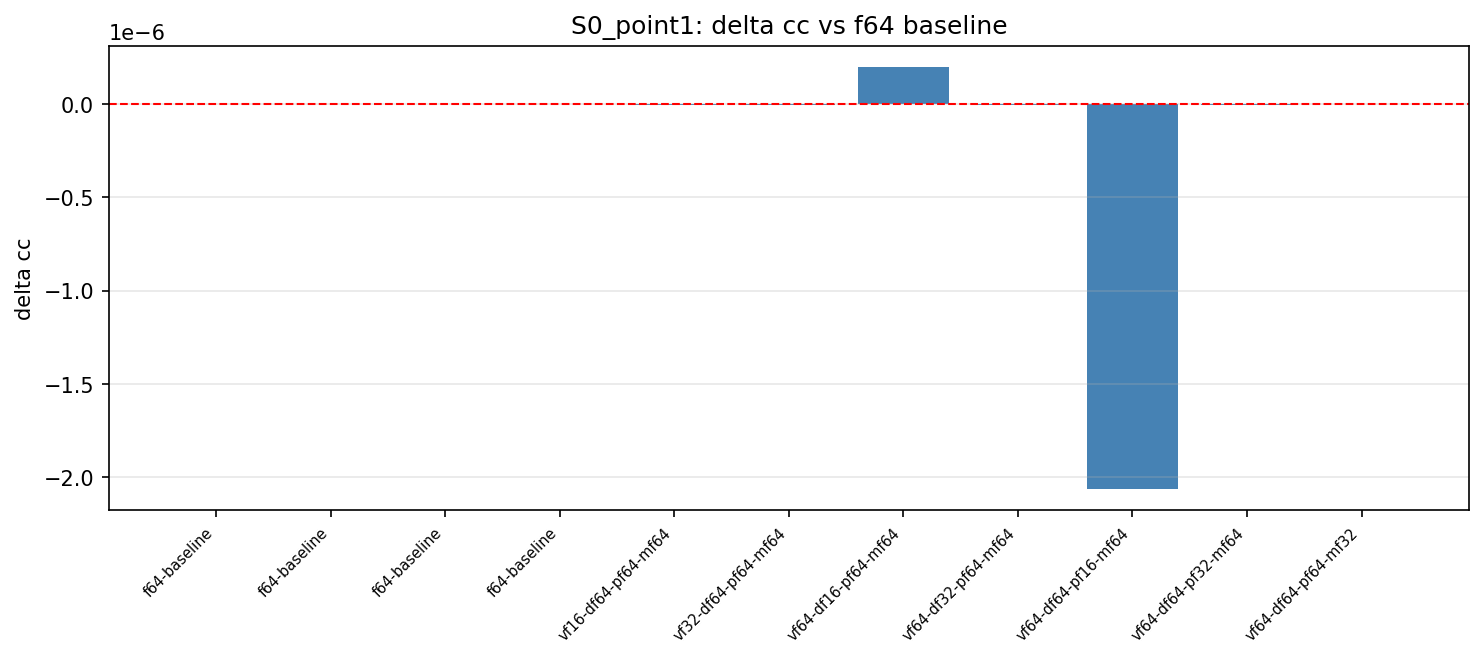 S0_point1: delta cc vs f64 baseline
1e−6
0.0
−0.5
−1.0
−1.5
−2.0
delta cc
f64-baseline
f64-baseline
f64-baseline
f64-baseline
vf16-df64-pf64-mf64
vf32-df64-pf64-mf64
vf64-df16-pf64-mf64
vf64-df32-pf64-mf64
vf64-df64-pf16-mf64
vf64-df64-pf32-mf64
vf64-df64-pf64-mf32